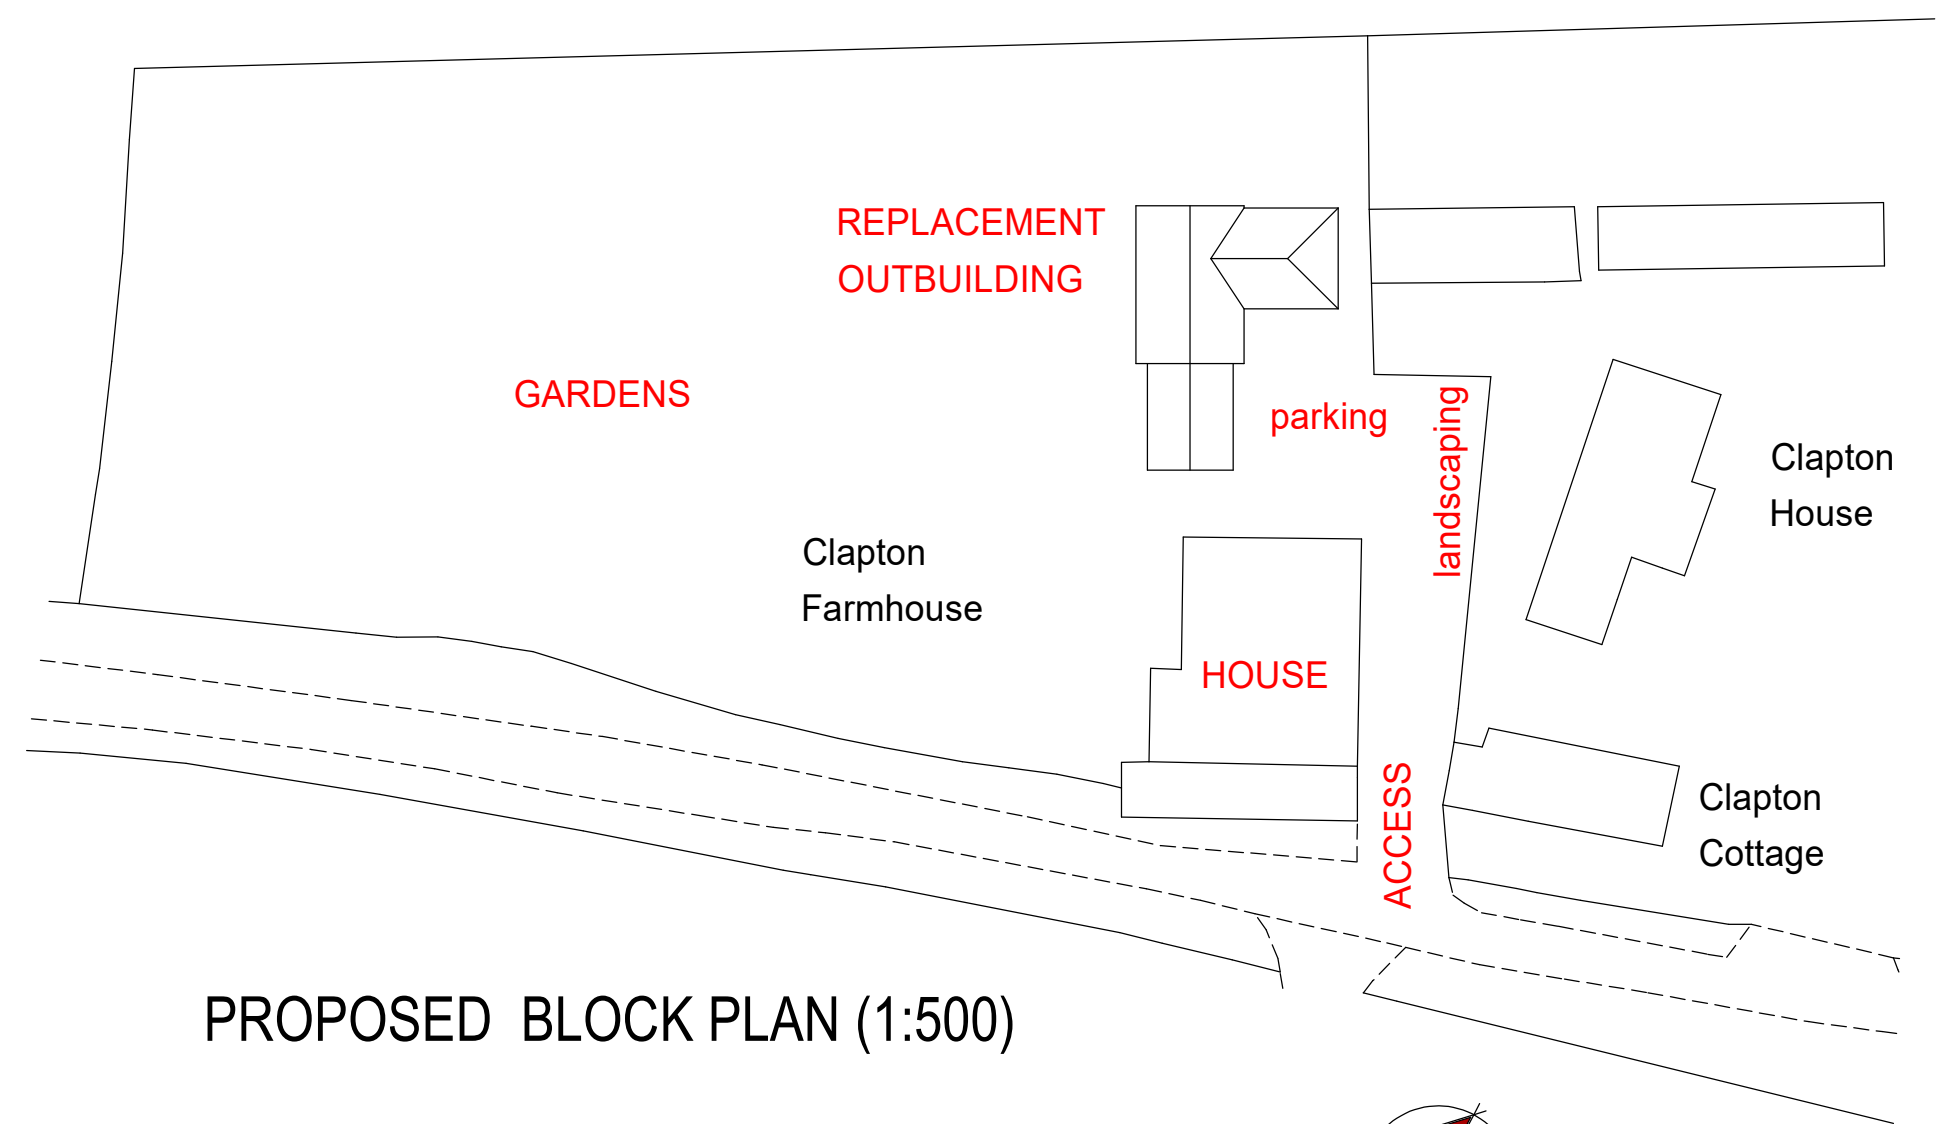 REPLACEMENT
OUTBUILDING
GARDENS
parking
landscaping
Clapton
House
Clapton
Farmhouse
HOUSE
ACCESS
Clapton
Cottage
PROPOSED BLOCK PLAN (1:500)